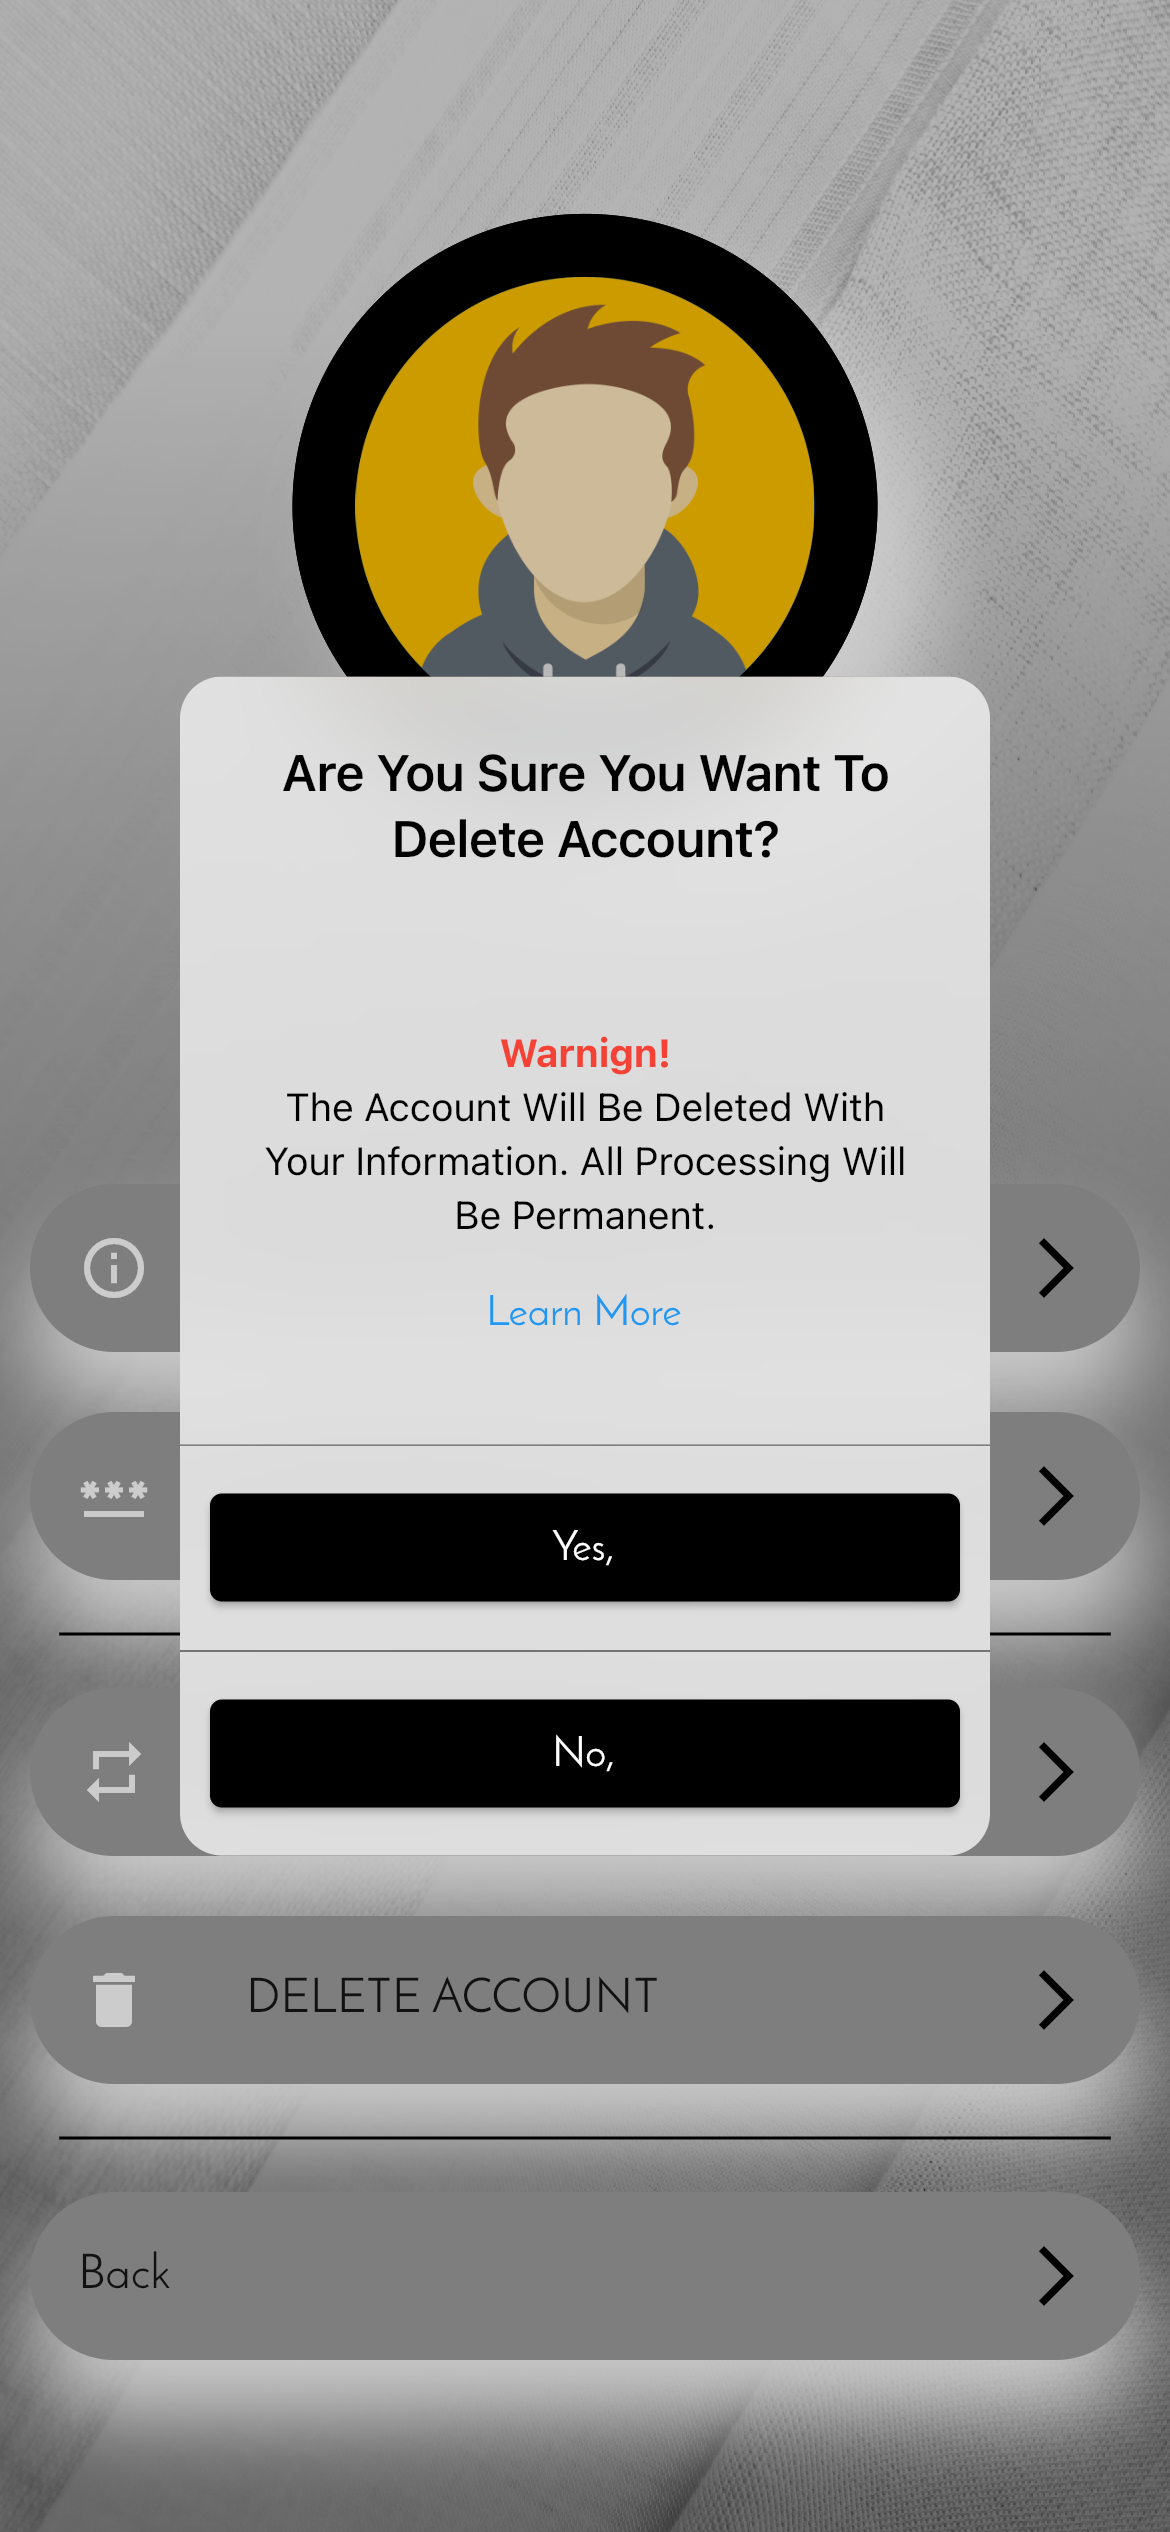 Are You Sure You Want To
Delete Account?
Warnign!
The Account Will Be Deleted With
Your Information. All Processing Will
Be Permanent.
Learn More
Yes,
No,
DELETE ACCOUNT
Back